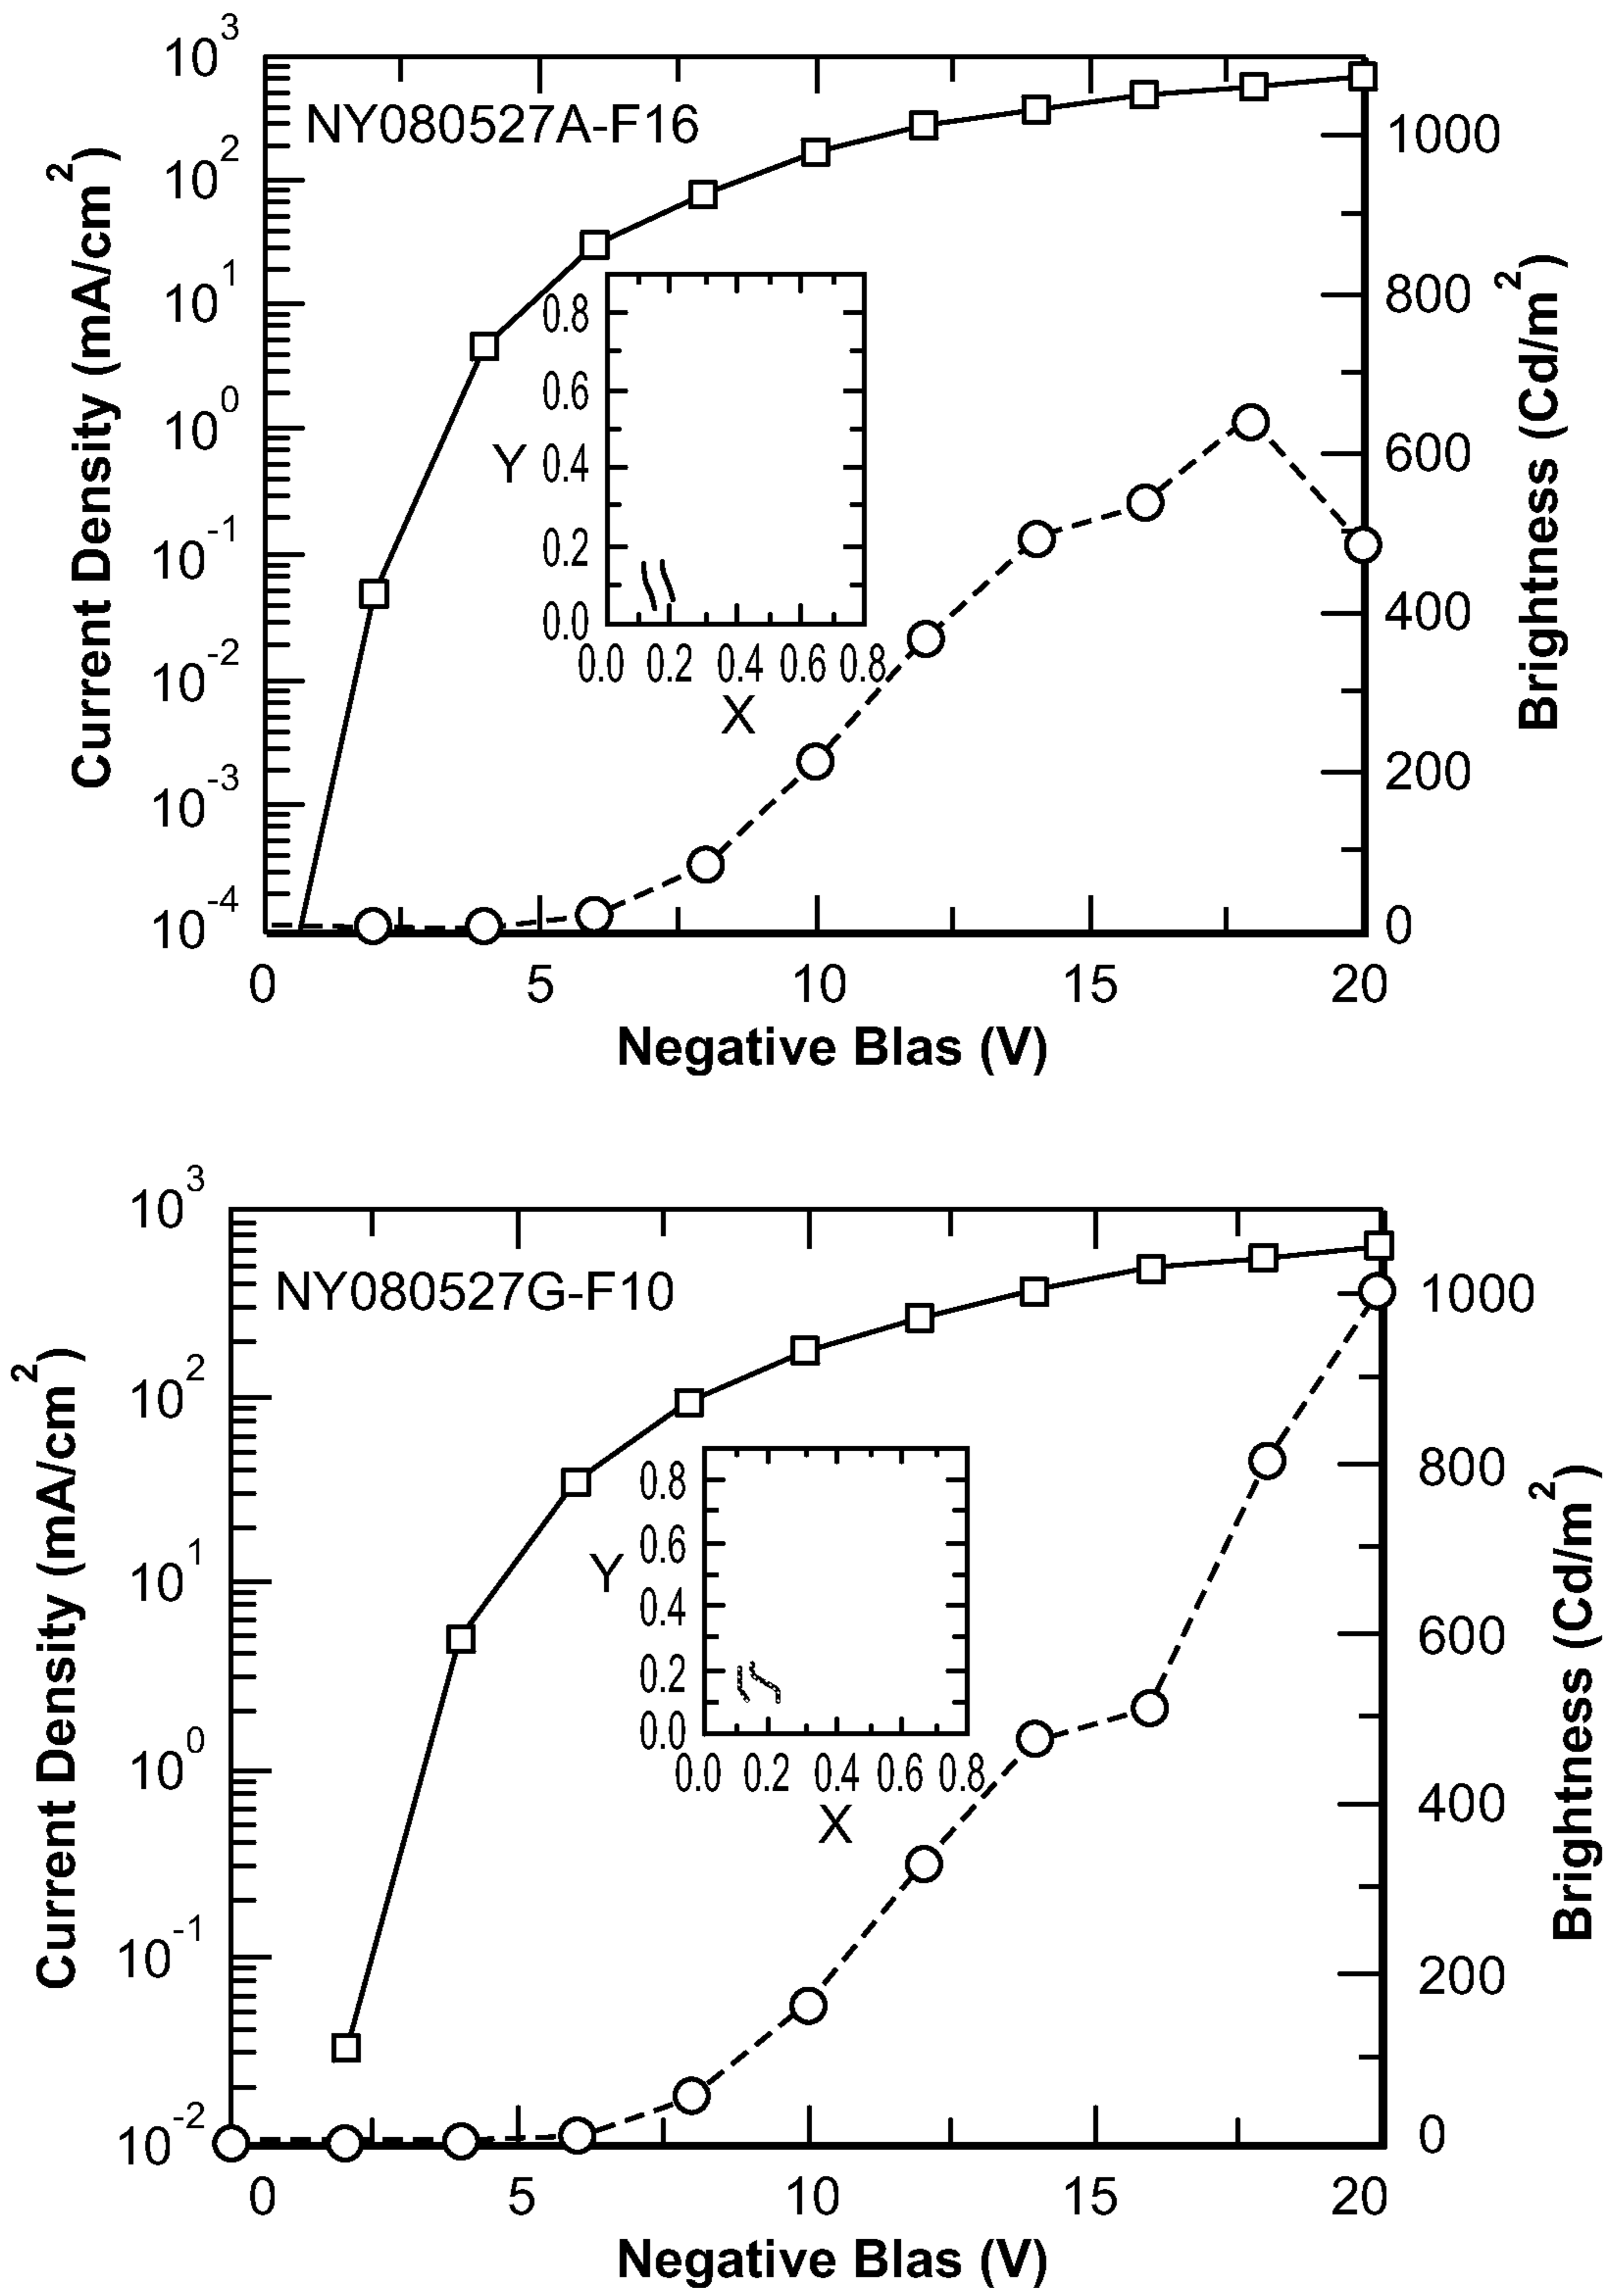 10^3
NY080527A-F16
1000
10^2
Current Density (mA/cm^2)
10^1
800
Brightness (Cd/m^2)
0.8
0.6
10^0
Y
0.4
600
10^-1
0.2
0.0
400
10^-2
0.0 0.2 0.4 0.6 0.8
X
10^-3
200
10^-4
0
0 5 10 15 20
Negative Blas (V)
10^3
NY080527G-F10
1000
10^2
Current Density (mA/cm^2)
0.8
800
Brightness (Cd/m^2)
10^1
Y
0.6
0.4
600
0.2
0.0
10^0
0.0 0.2 0.4 0.6 0.8
X
400
10^-1
200
10^-2
0
0 5 10 15 20
Negative Blas (V)